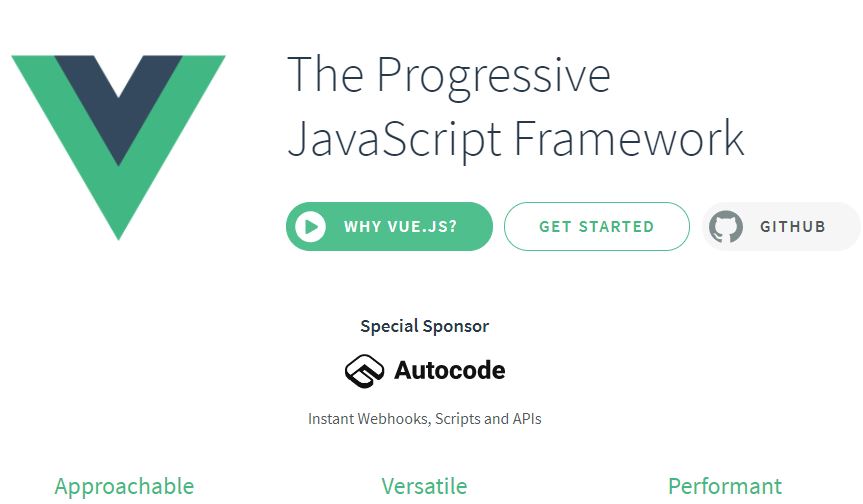 The Progressive
JavaScript Framework
WHY VUE.JS?
GET STARTED
GITHUB
Special Sponsor
Autocode
Instant Webhooks, Scripts and APIs
Approachable
Versatile
Performant